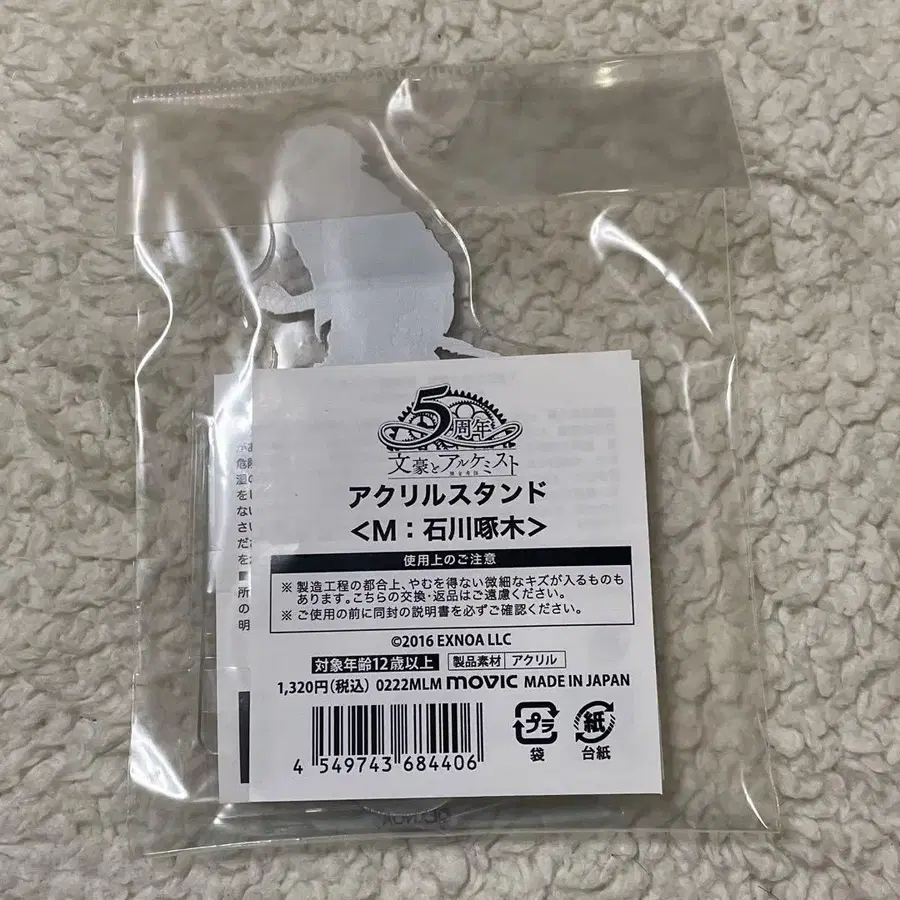 5周年
文豪とアルケミスト
アクリルスタンド
<M:石川啄木>
使用上のご注意
※ 製造工程の都合上、やむを得ない微細なキズが入るものも
あります。こちらの交換・返品はご遠慮ください。
※ ご使用の前に同封の説明書を必ずご確認ください。
©2016 EXNOA LLC
対象年齢12歳以上 製品素材 アクリル
1,320円(税込) 0222MLM movic MADE IN JAPAN
4 549743 684406
プラ
袋
紙
台紙